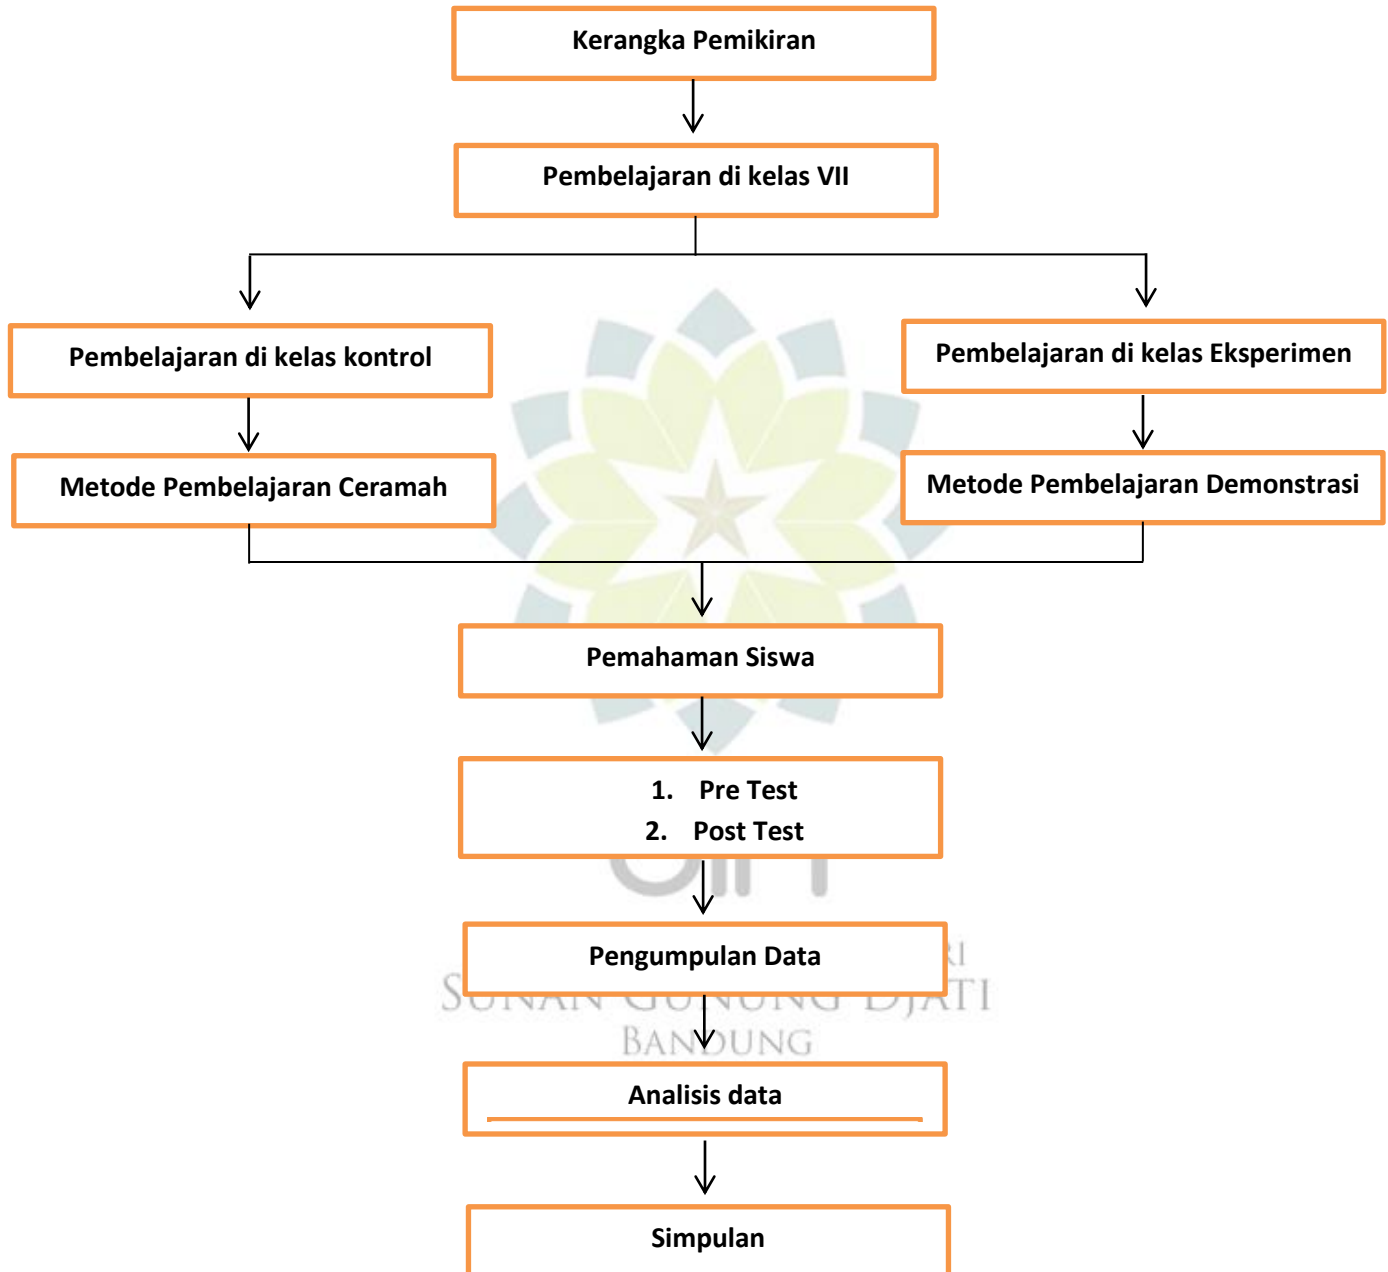 Kerangka Pemikiran
Pembelajaran di kelas VII
Pembelajaran di kelas kontrol
Pembelajaran di kelas Eksperimen
Metode Pembelajaran Ceramah
Metode Pembelajaran Demonstrasi
Pemahaman Siswa
1. Pre Test
2. Post Test
Pengumpulan Data
SUNAN GUNUNG DJATI
BANDUNG
Analisis data
Simpulan